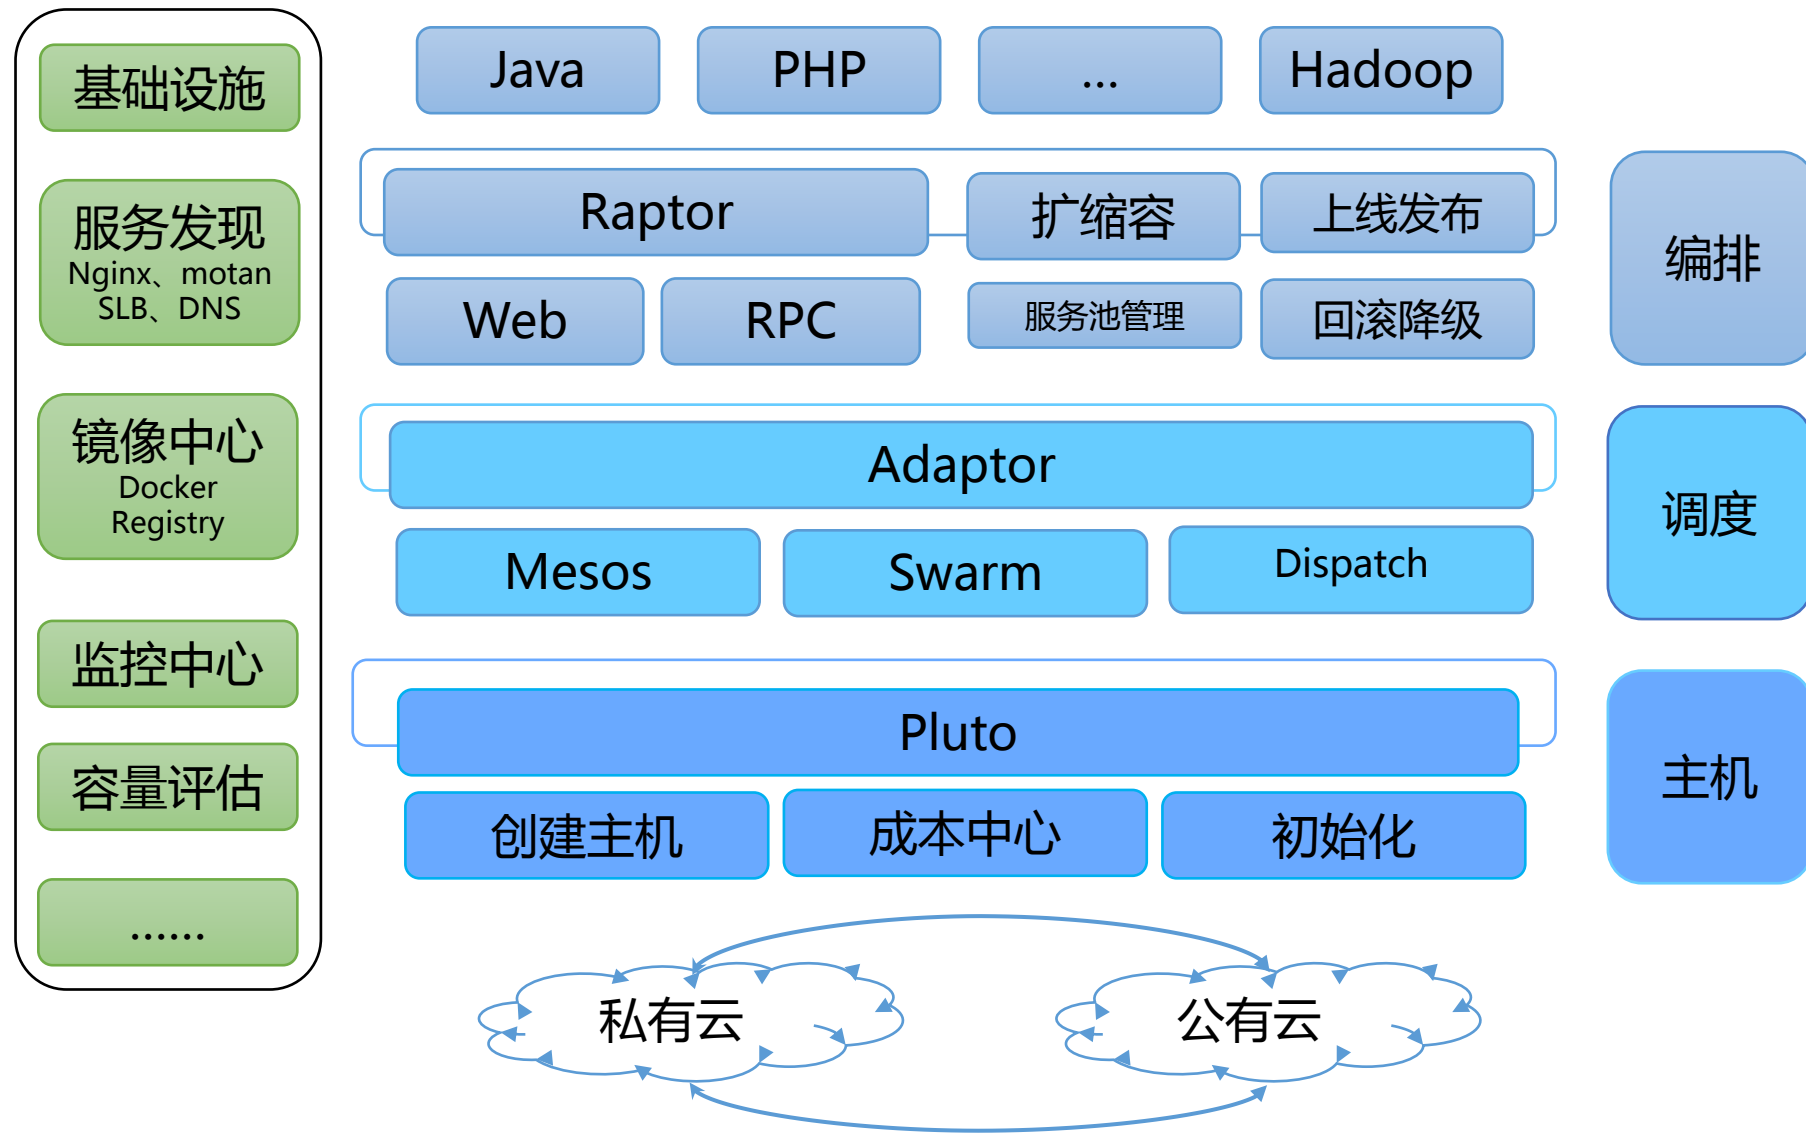 基础设施
服务发现
Nginx、motan
SLB、DNS
镜像中心
Docker
Registry
监控中心
容量评估
……
Java
PHP
…
Hadoop
Raptor
扩缩容
上线发布
Web
RPC
服务池管理
回滚降级
编排
Adaptor
Mesos
Swarm
Dispatch
调度
Pluto
创建主机
成本中心
初始化
主机
私有云
公有云